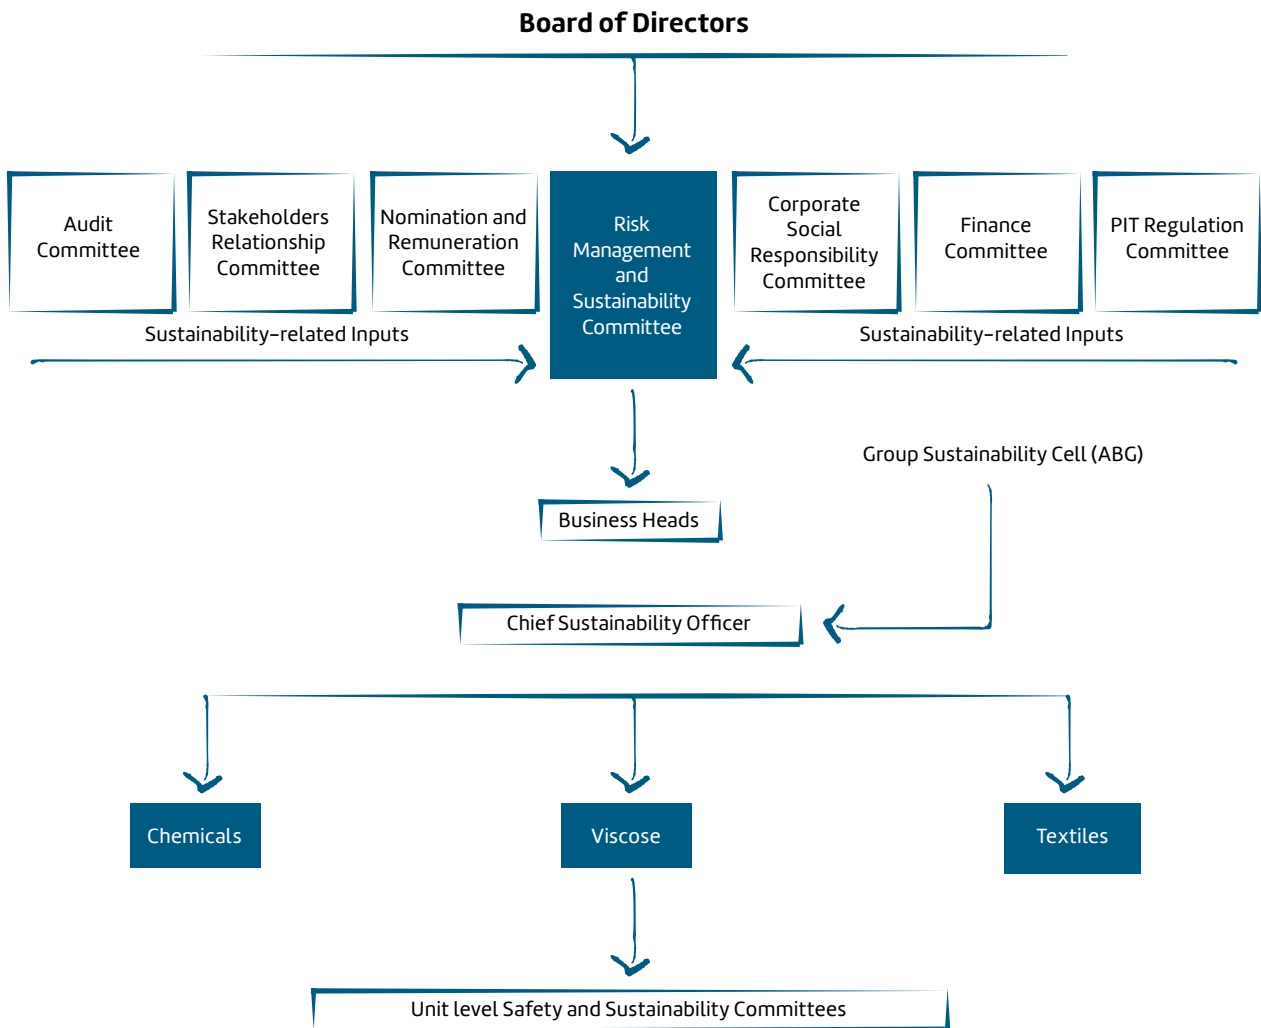 Board of Directors
Audit
Committee
Stakeholders
Relationship
Committee
Nomination and
Remuneration
Committee
Risk
Management
and
Sustainability
Committee
Corporate
Social
Responsibility
Committee
Finance
Committee
PIT Regulation
Committee
Sustainability-related Inputs
Sustainability-related Inputs
Group Sustainability Cell (ABG)
Business Heads
Chief Sustainability Officer
Chemicals
Viscose
Textiles
Unit level Safety and Sustainability Committees